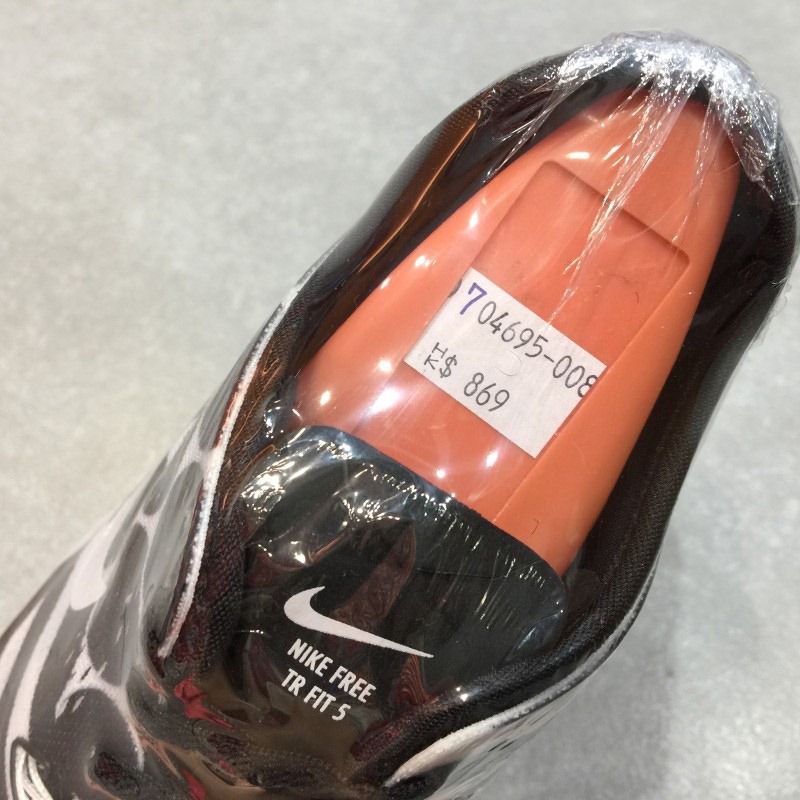 704695-008
HK$ 869
NIKE FREE
TR FIT 5